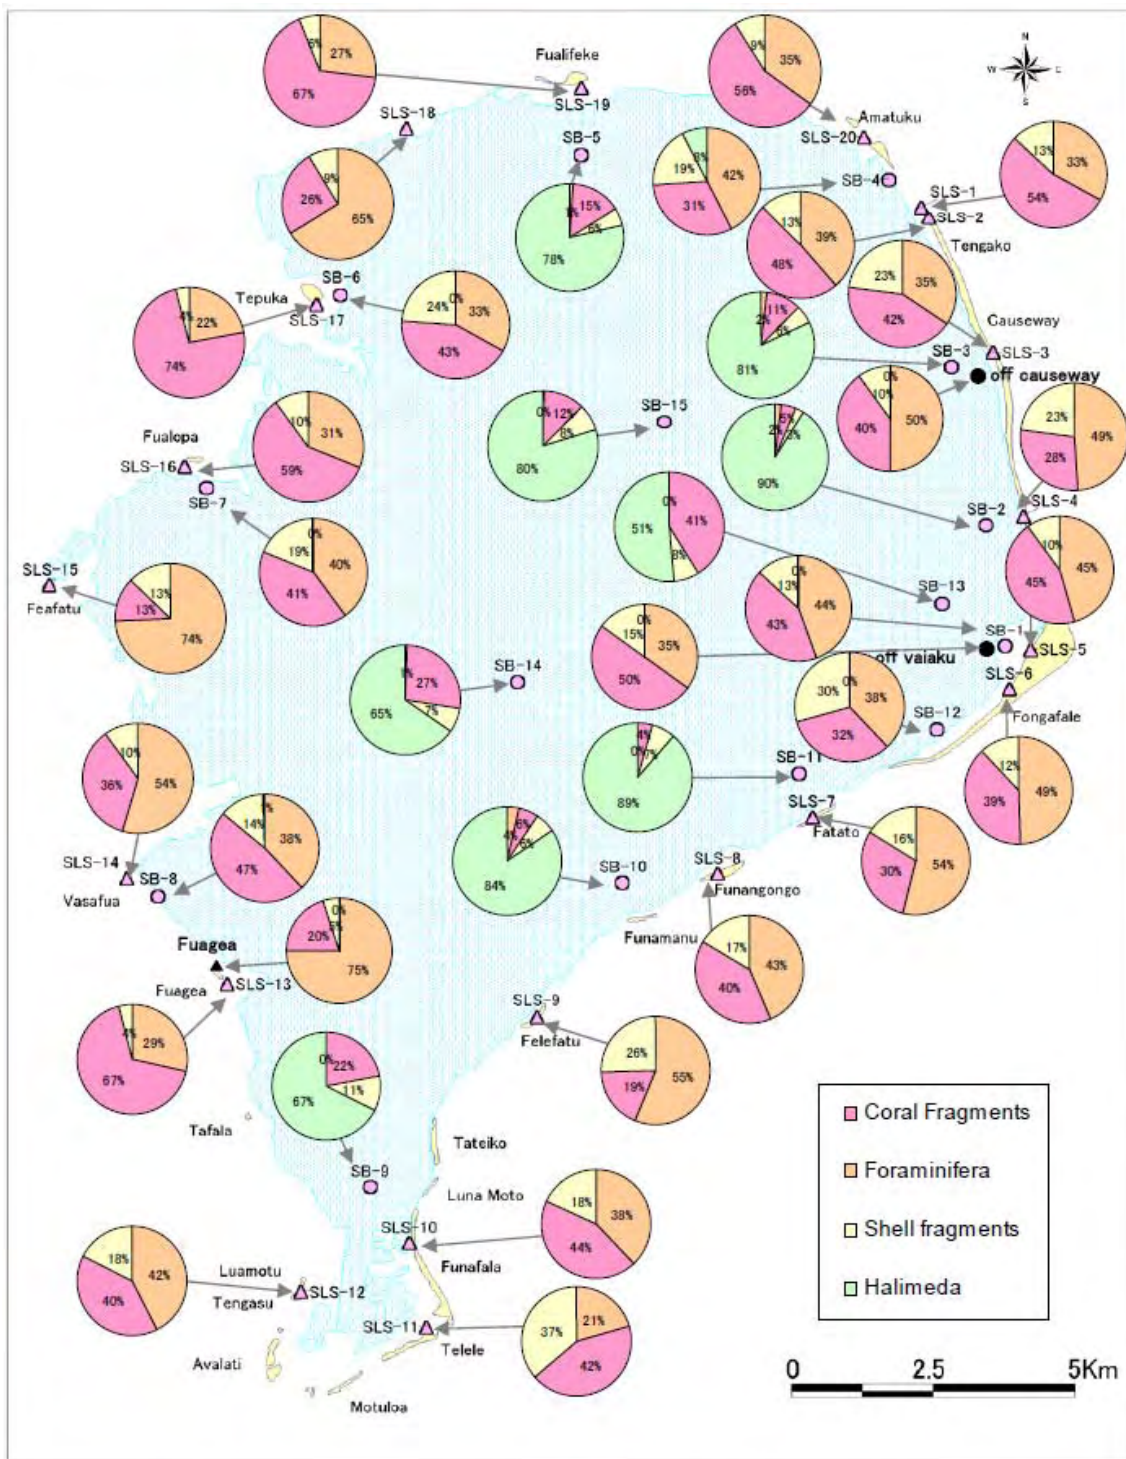 Fualifeke
6%
27%
67%
SLS-19
SLS-18
SB-5
9%
35%
56%
Amatuku
SLS-20
N
W
E
S
9%
26%
65%
1%
15%
6%
78%
8%
19%
42%
31%
SB-4
13%
33%
54%
SLS-1
SLS-2
Tengako
13%
39%
48%
23%
35%
42%
Causeway
SLS-3
Tepuka
SB-6
SLS-17
4%
22%
74%
24%
0%
33%
43%
2%
11%
6%
81%
SB-3
off causeway
0%
10%
50%
40%
0%
12%
8%
80%
SB-15
2%
5%
3%
90%
SB-2
23%
49%
28%
SLS-4
Fualopa
SLS-16
SB-7
10%
31%
59%
0%
19%
40%
41%
0%
41%
8%
51%
SB-13
10%
45%
45%
SLS-15
Feafatu
13%
13%
74%
0%
13%
44%
43%
0%
15%
35%
50%
SB-1
off vaiaku
SLS-5
SLS-6
Fongafale
1%
27%
7%
65%
SB-14
0%
30%
38%
32%
SB-12
4%
0%
7%
89%
SB-11
SLS-7
Fatato
12%
49%
39%
10%
54%
36%
SLS-14
Vasafua
SB-8
14%
38%
47%
4%
6%
6%
84%
SB-10
SLS-8
Funangongo
16%
54%
30%
Funamanu
17%
43%
40%
Fuagea
Fuagea
SLS-13
0%
5%
20%
75%
4%
29%
67%
SLS-9
Felefatu
26%
55%
19%
0%
22%
11%
67%
SB-9
Tafala
Tateiko
Luna Moto
SLS-10
Funafala
18%
38%
44%
18%
42%
40%
Luamotu
Tengasu
SLS-12
SLS-11
Telele
37%
21%
42%
Avalati
Motuloa
Coral Fragments
Foraminifera
Shell fragments
Halimeda
0 2.5 5Km